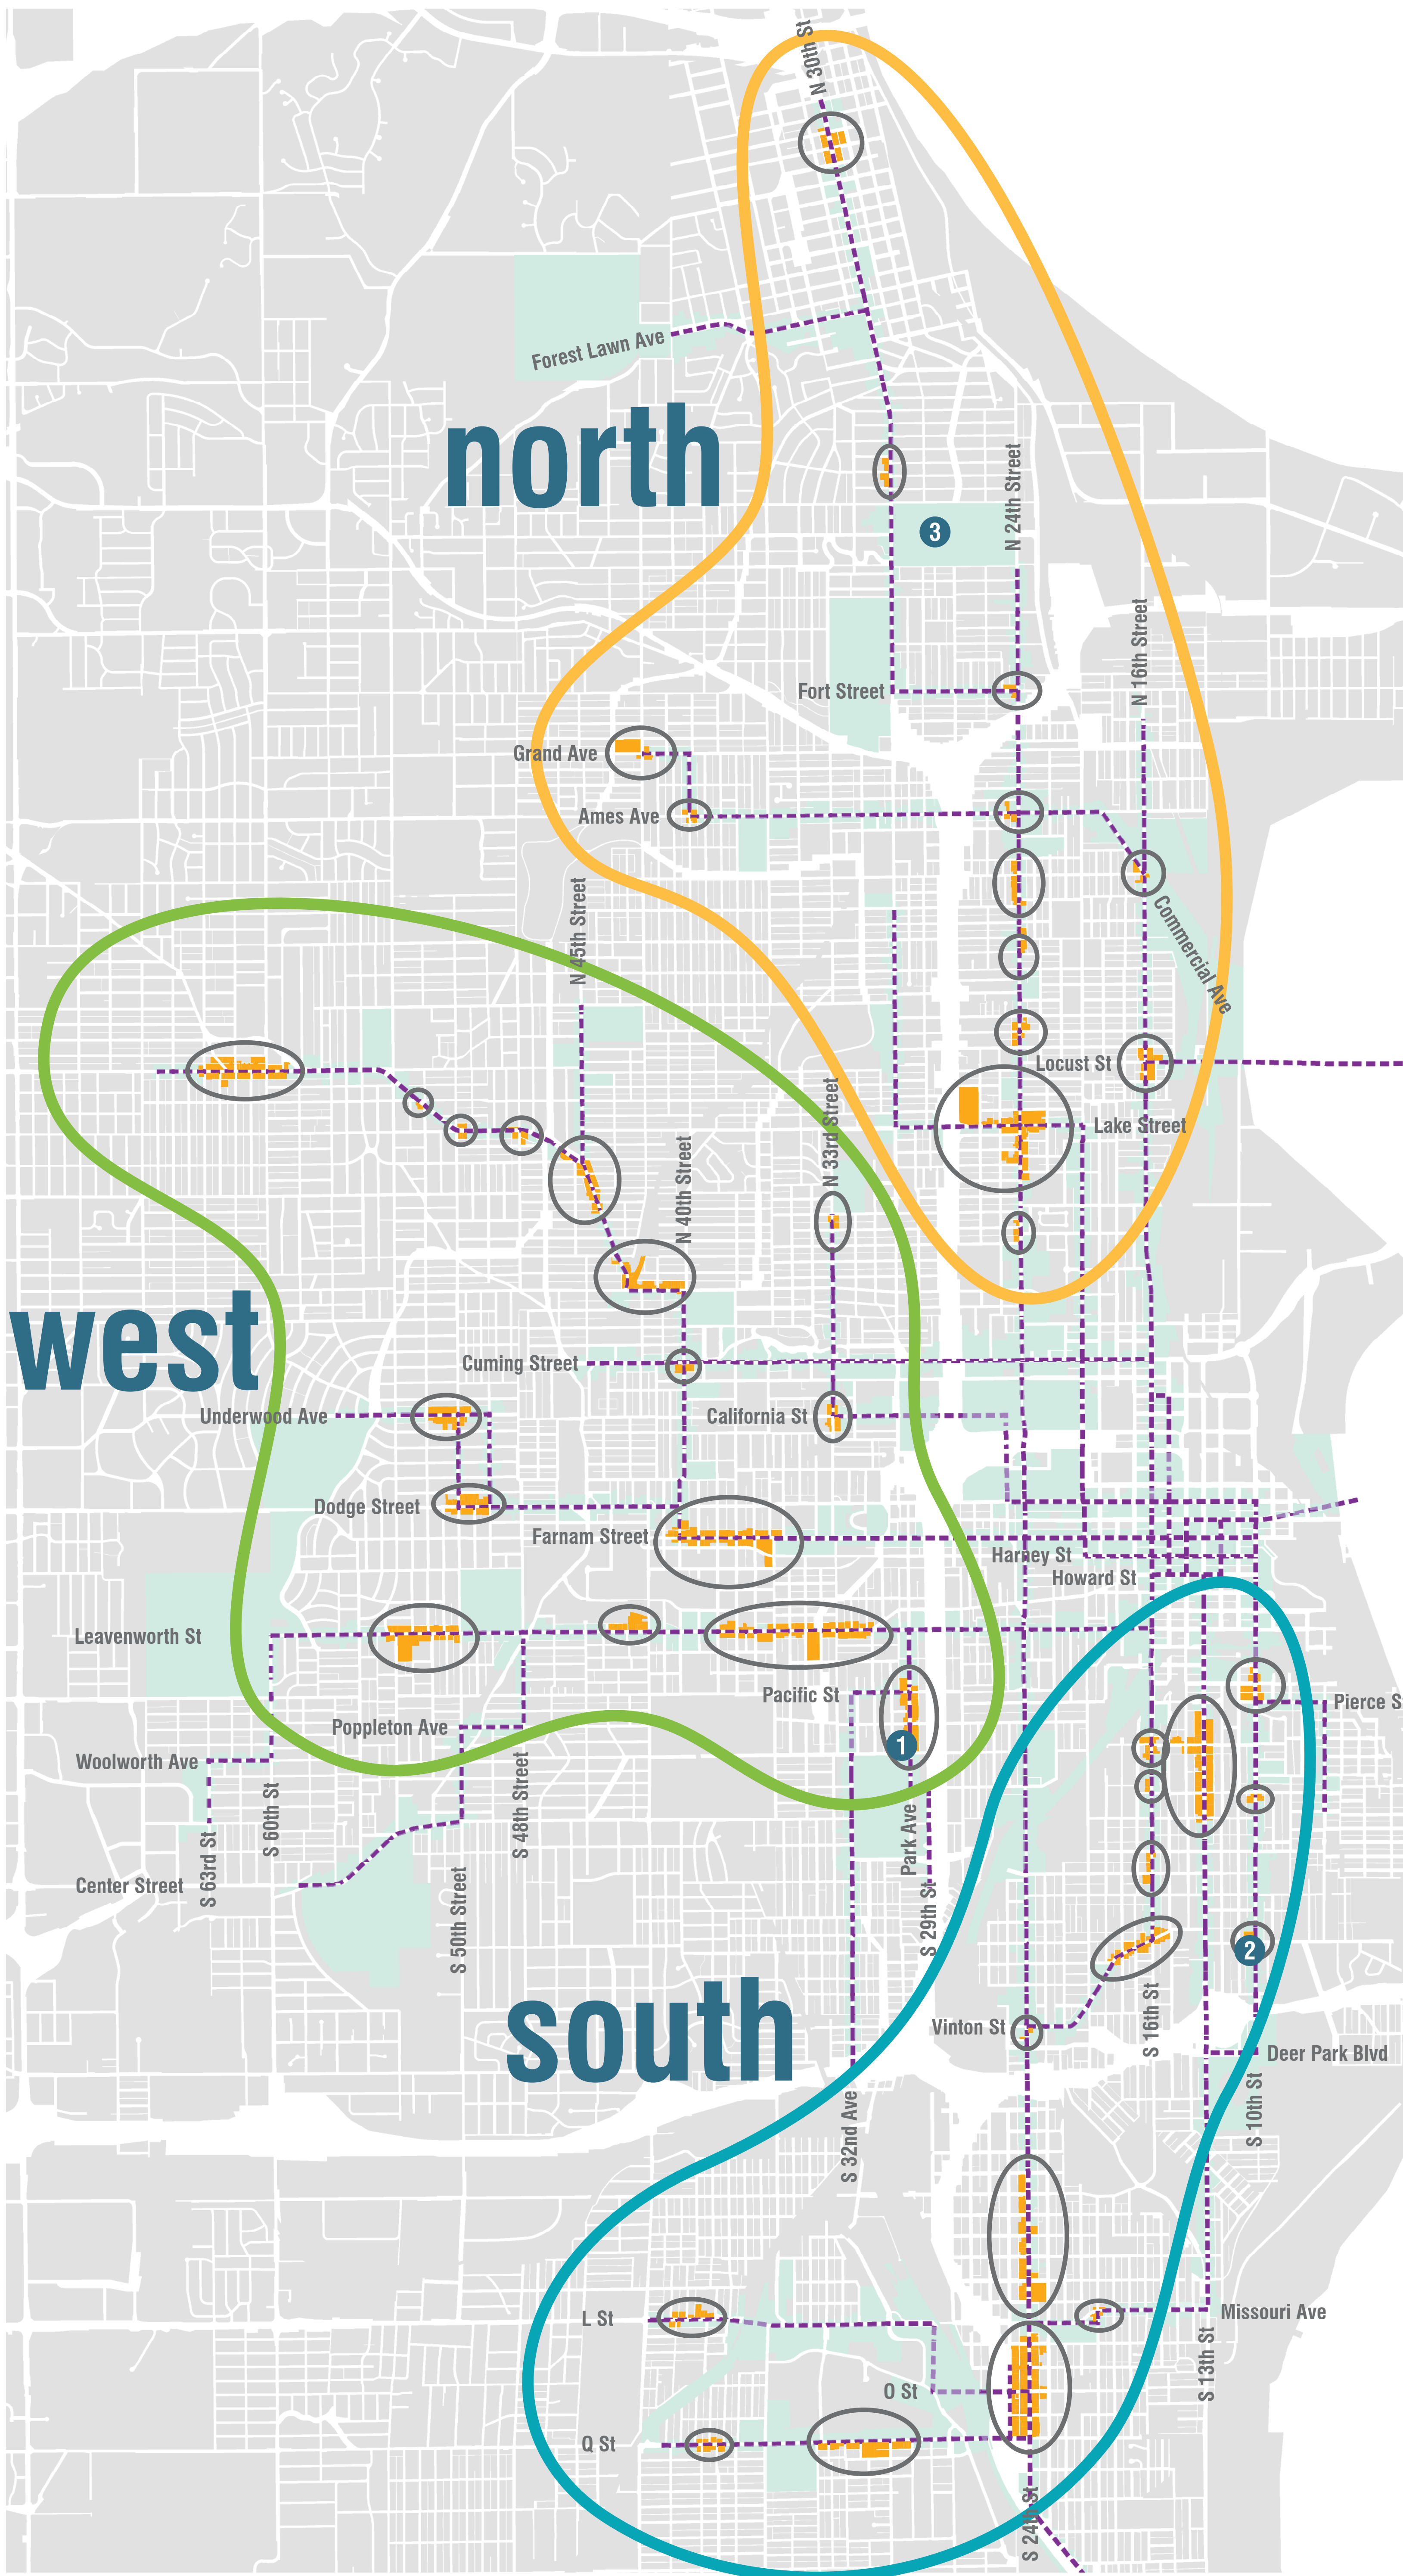 N 30th St
Forest Lawn Ave
north
N 24th Street
3
N 16th Street
Fort Street
Grand Ave
Ames Ave
N 45th Street
Commercial Ave
Locust St
N 33rd Street
Lake Street
N 40th Street
west
Cuming Street
Underwood Ave
California St
Dodge Street
Farnam Street
Harney St
Howard St
Leavenworth St
Pacific St
Pierce S
Poppleton Ave
1
Woolworth Ave
S 60th St
S 48th Street
Park Ave
S 63rd St
Center Street
S 50th Street
S 29th St
2
south
Vinton St
S 16th St
Deer Park Blvd
S 32nd Ave
S 10th St
L St
Missouri Ave
S 13th St
O St
Q St
S 24th St